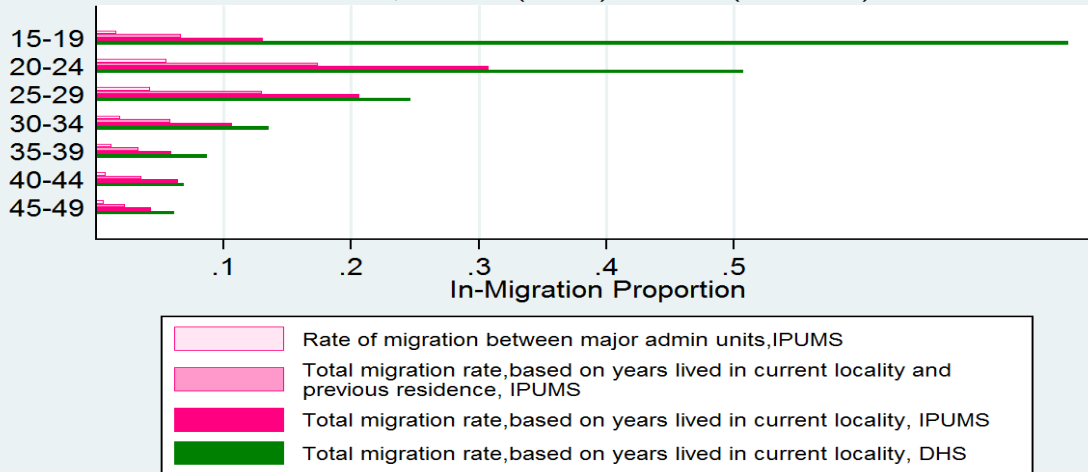 15-19
20-24
25-29
30-34
35-39
40-44
45-49
.1 .2 .3 .4 .5
In-Migration Proportion
Rate of migration between major admin units,IPUMS
Total migration rate,based on years lived in current locality and
previous residence, IPUMS
Total migration rate,based on years lived in current locality, IPUMS
Total migration rate,based on years lived in current locality, DHS